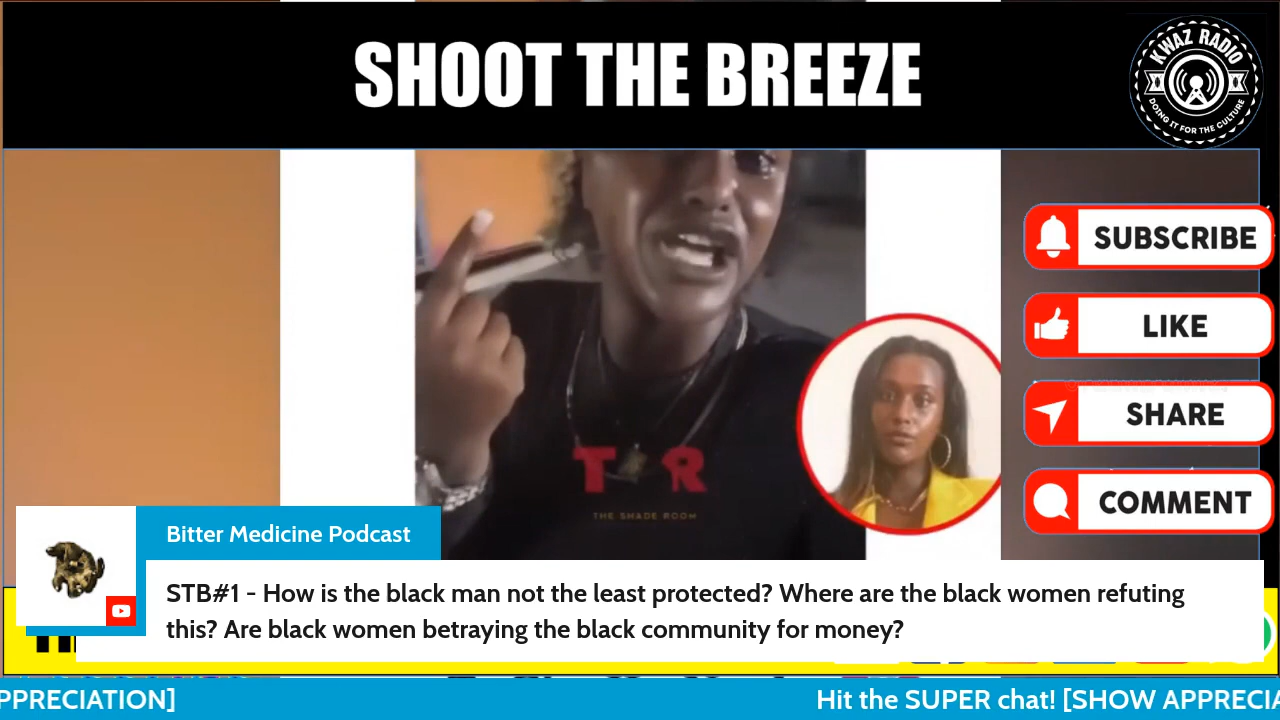 SHOOT THE BREEZE
KWAZ RADIO
DOING IT FOR THE CULTURE
SUBSCRIBE
LIKE
SHARE
COMMENT
T R
THE SHADE ROOM
Bitter Medicine Podcast
STB#1 - How is the black man not the least protected? Where are the black women refuting
this? Are black women betraying the black community for money?
PPRECIATION]
Hit the SUPER chat! [SHOW APPRECIA